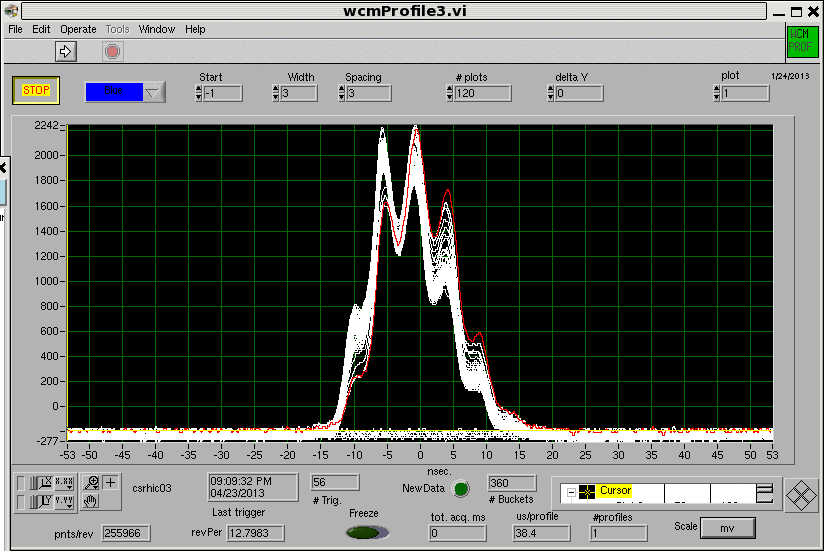 wcmProfile3.vi
File Edit Operate Tools Window Help
WCM
PROF
STOP
Start Width Spacing # plots delta V plot 1/24/2013
-1 3 3 120 0 1
2242
2000
1800
1600
1400
1200
1000
800
600
400
200
0
-277
-53 -50 -45 -40 -35 -30 -25 -20 -15 -10 -5 0 5 10 15 20 25 30 35 40 45 50 53
nsec.
X X.XX
Y Y.YY
csrhic03
09:09:32 PM
04/23/2013
Last trigger
56
# Trig.
New Data
360
# Buckets
Cursor
pnts/rev 255966
revPer 12.7983
Freeze
tot. acq. ms
0
us/profile
38.4
#profiles
1
Scale mv